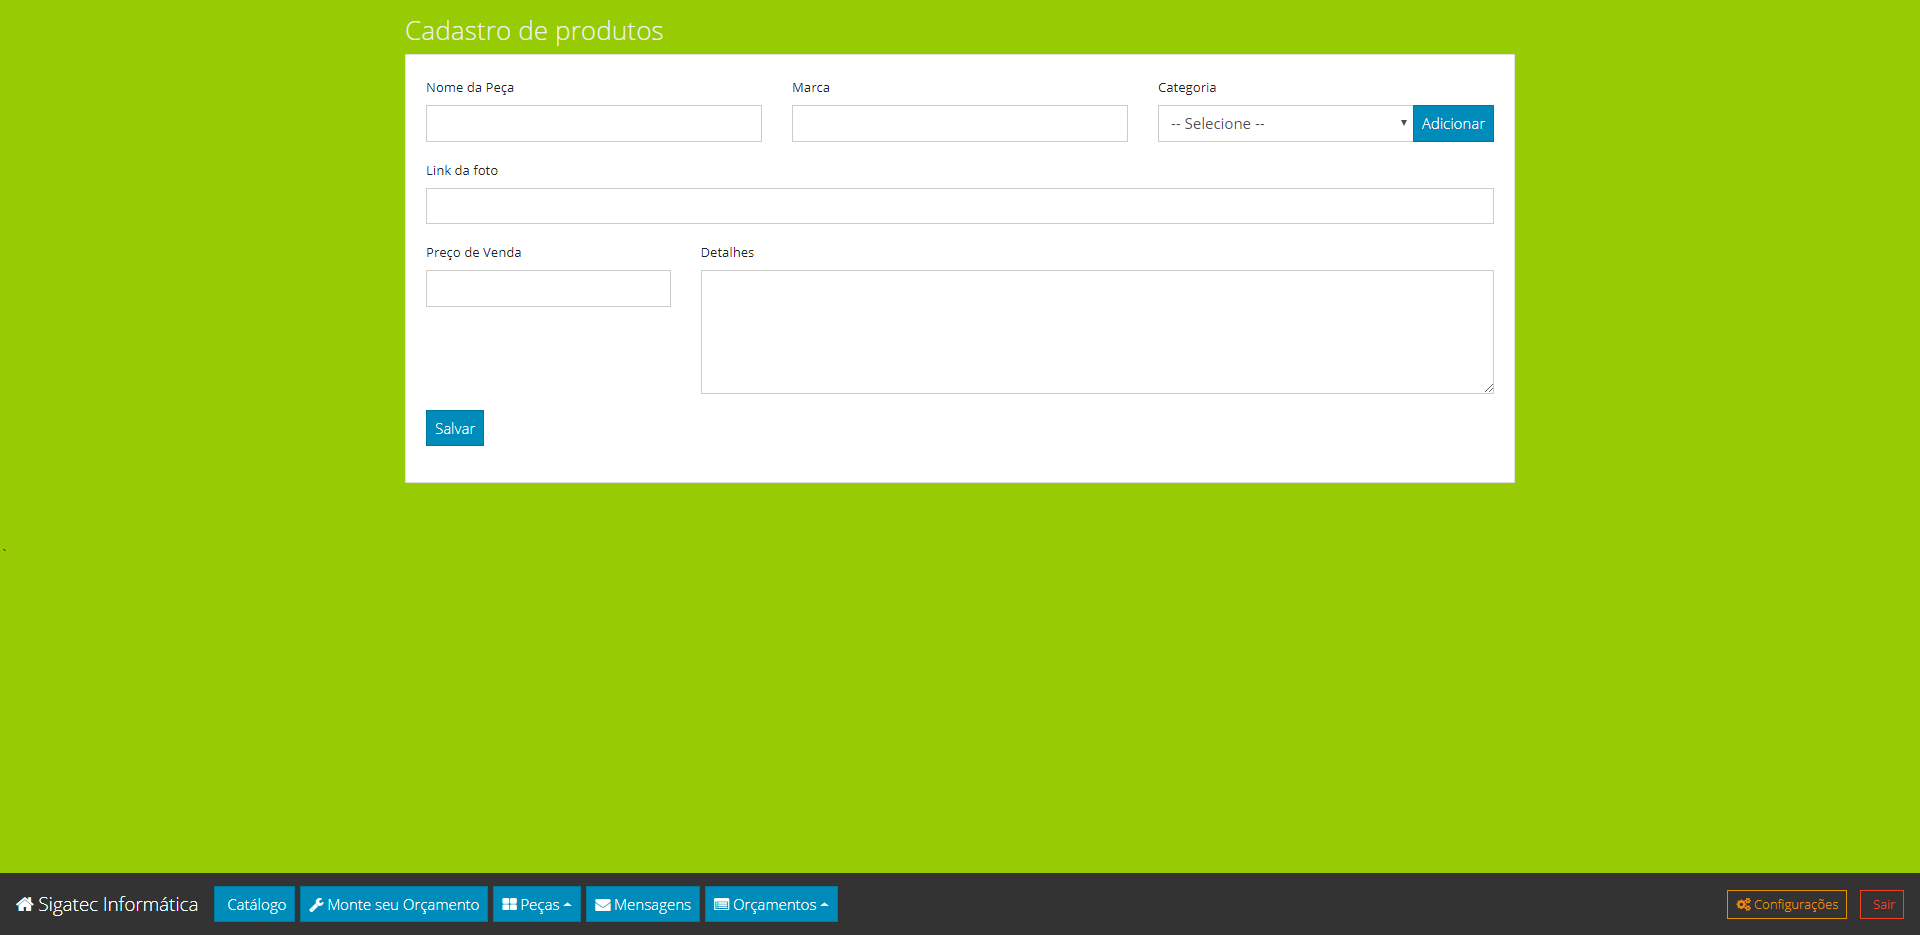 Cadastro de produtos
Nome da Peça
Marca
Categoria
-- Selecione --
Adicionar
Link da foto
Preço de Venda
Detalhes
Salvar
`
Sigatec Informática
Catálogo
Monte seu Orçamento
Peças
Mensagens
Orçamentos
Configurações
Sair